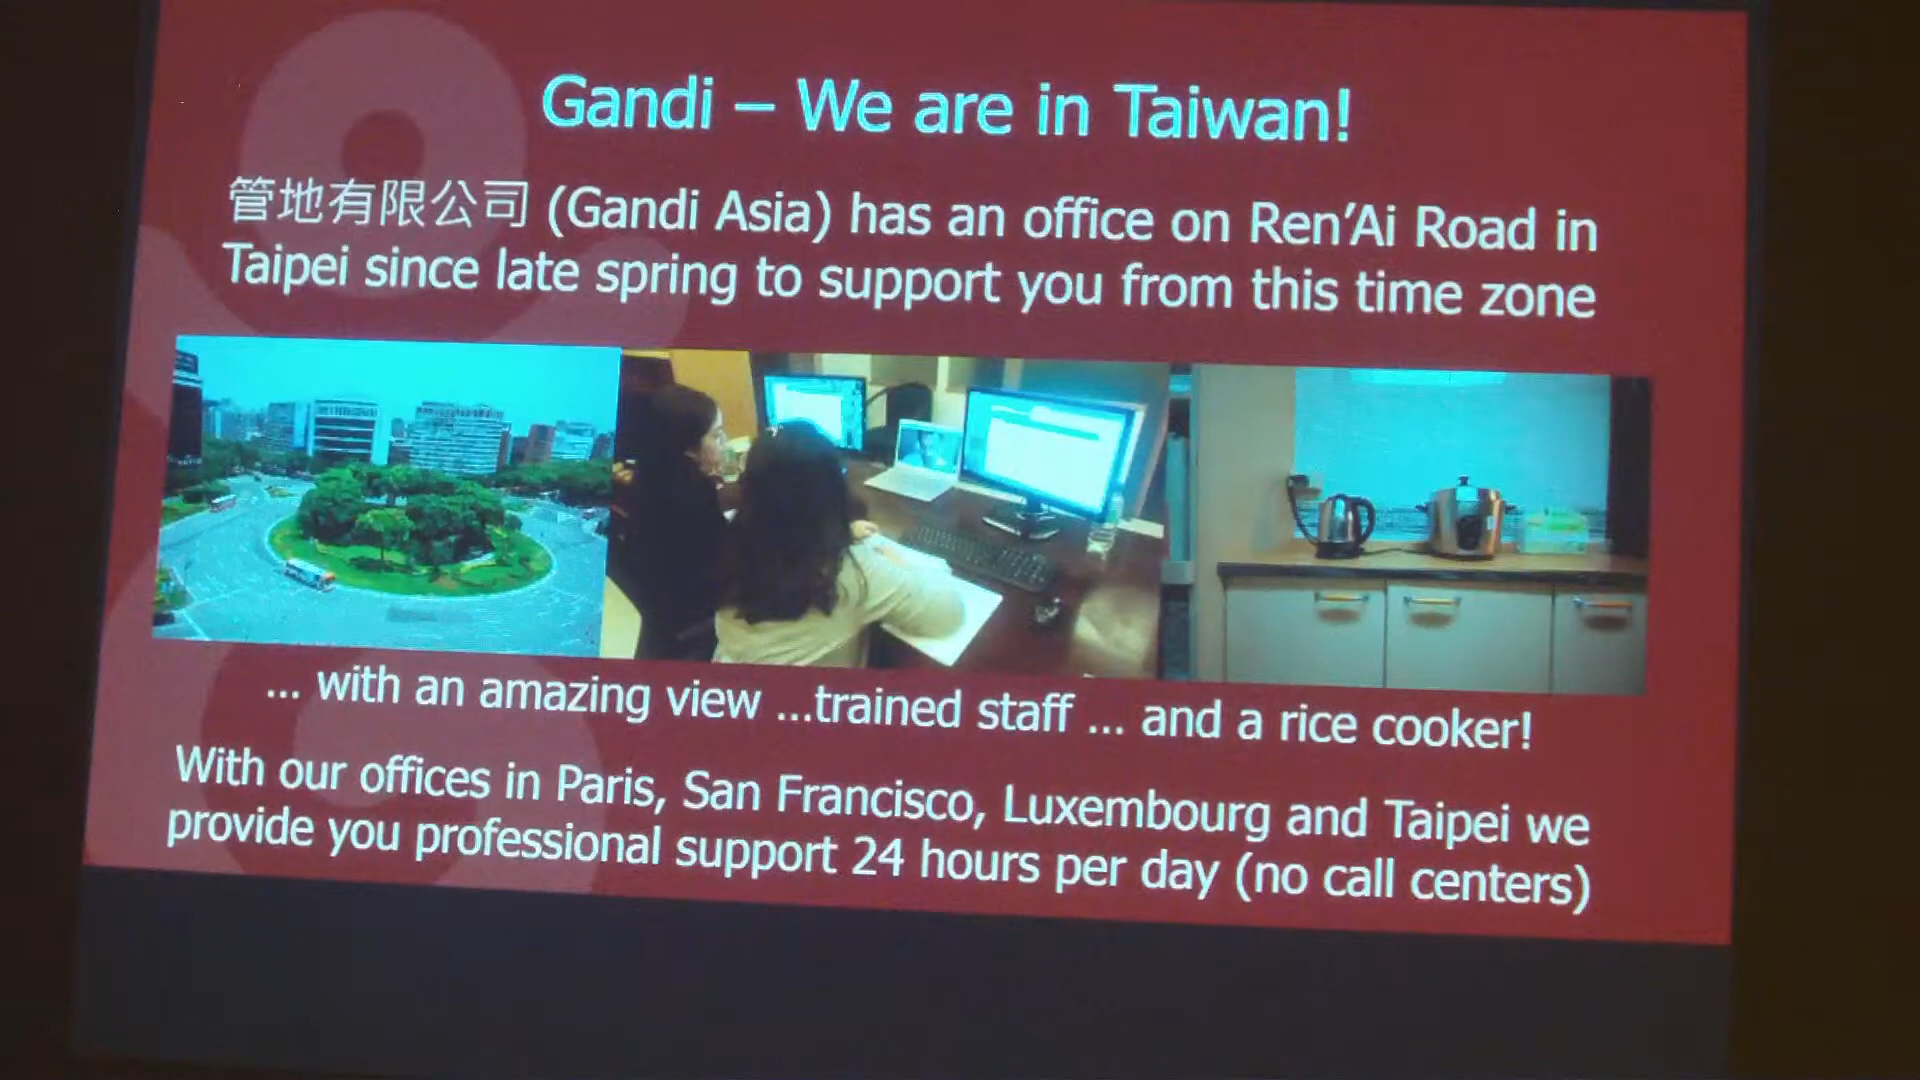 Gandi – We are in Taiwan!
管地有限公司 (Gandi Asia) has an office on Ren’Ai Road in
Taipei since late spring to support you from this time zone
... with an amazing view ...trained staff ... and a rice cooker!
With our offices in Paris, San Francisco, Luxembourg and Taipei we
provide you professional support 24 hours per day (no call centers)